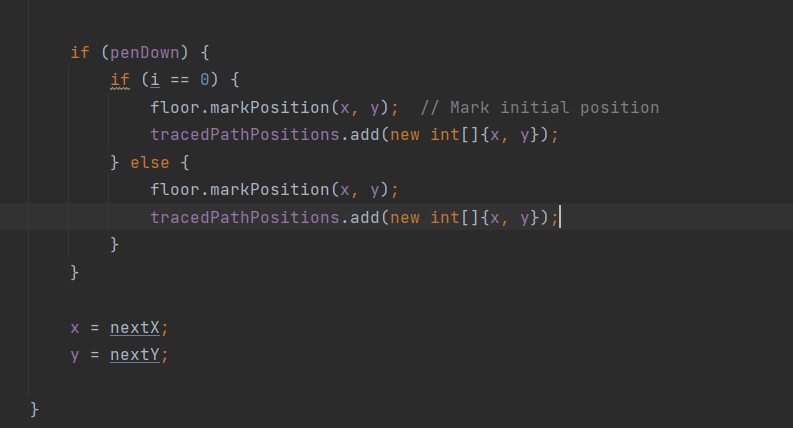 if (penDown) {
if (i == 0) {
floor.markPosition(x, y);  // Mark initial position
tracedPathPositions.add(new int[]{x, y});
} else {
floor.markPosition(x, y);
tracedPathPositions.add(new int[]{x, y});
}
}
x = nextX;
y = nextY;
}